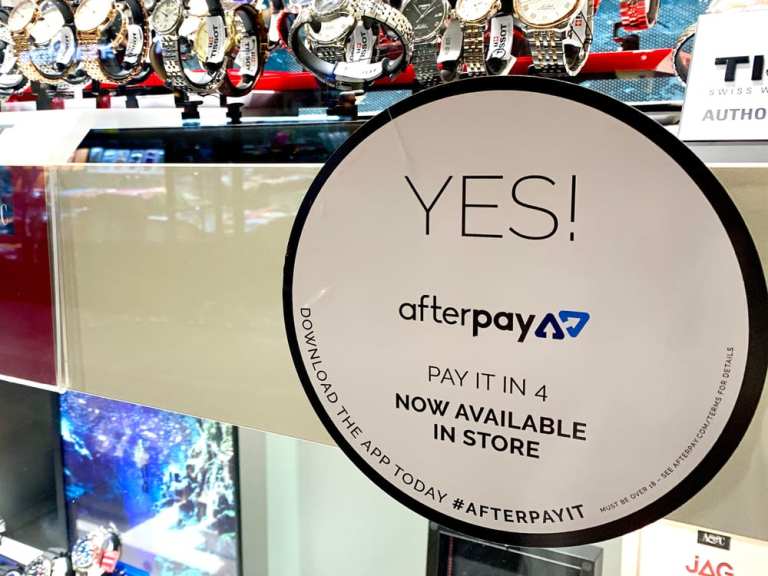 TISSOT
TISSOT
TISSOT
YES!
afterpay
PAY IT IN 4
NOW AVAILABLE
IN STORE
DOWNLOAD THE APP TODAY #AFTERPAYIT
MUST BE OVER 18 – SEE AFTERPAY.COM/TERMS FOR DETAILS
SWISS W
AUTHO
JAG